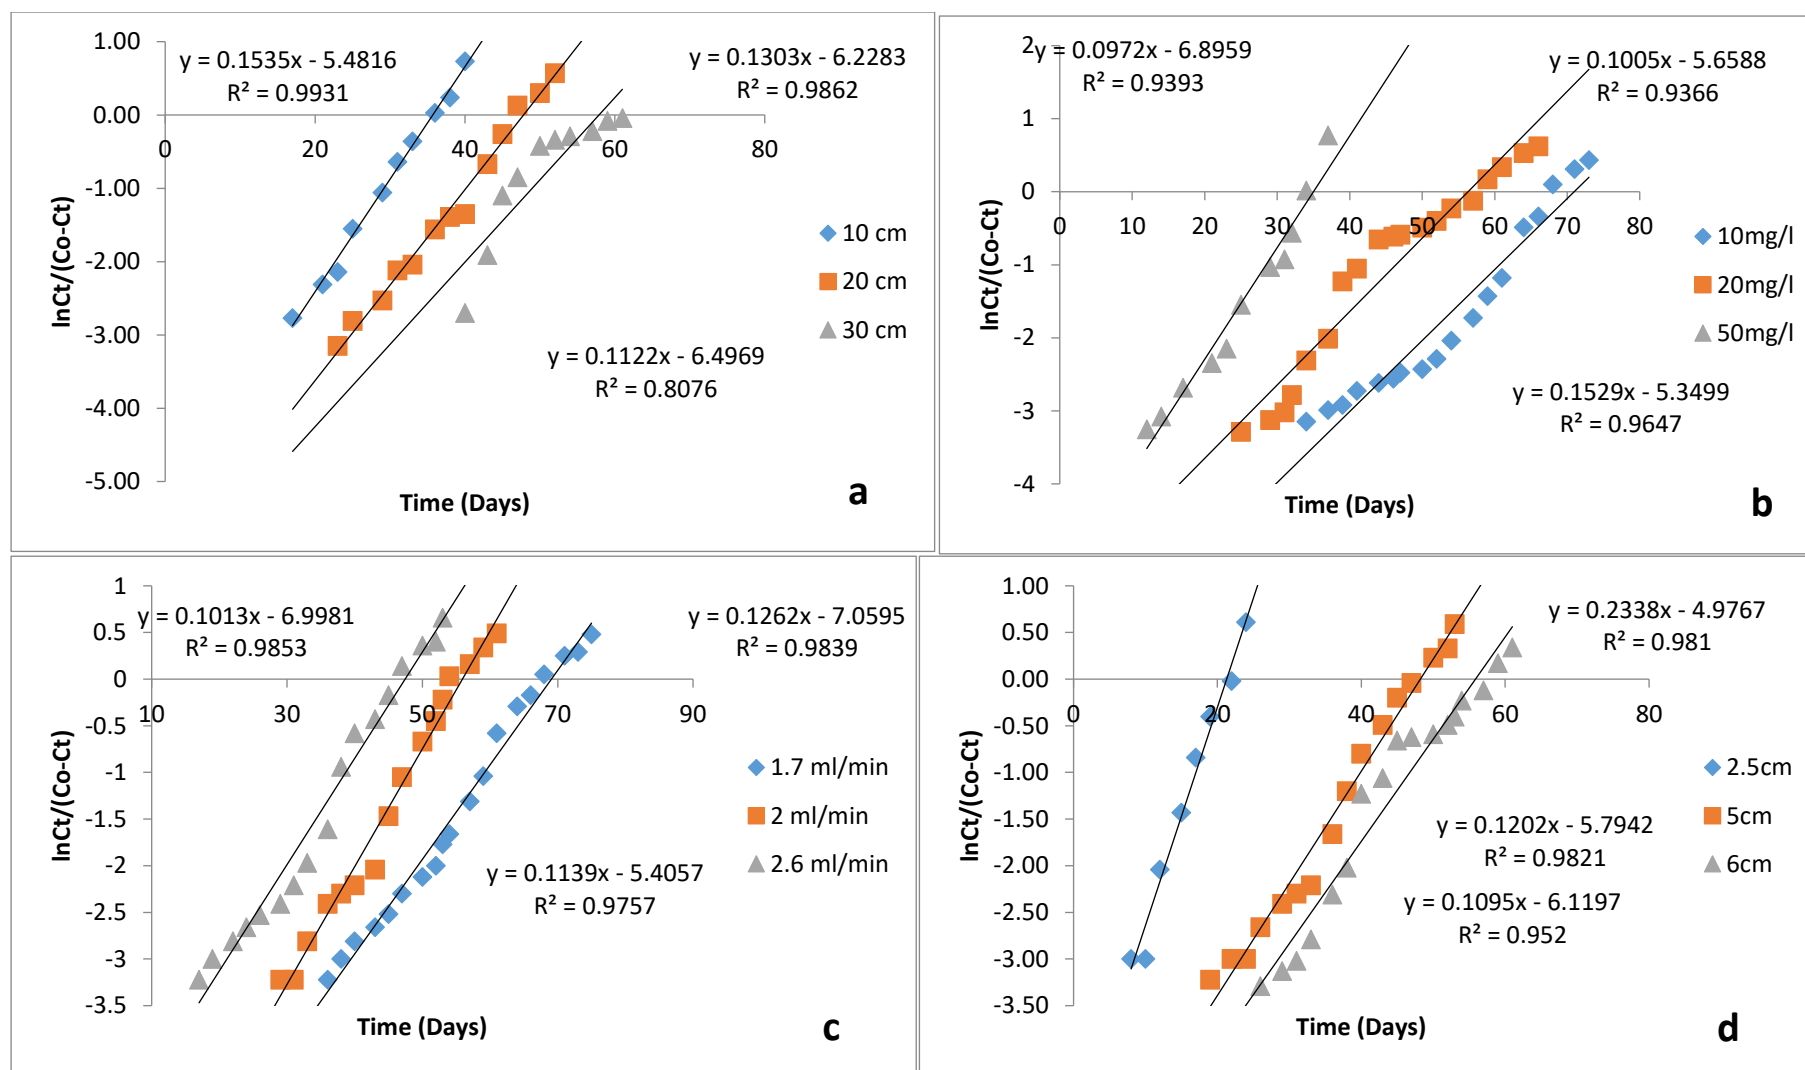 1.00
0.00
-1.00
-2.00
-3.00
-4.00
-5.00
0
20
40
60
80
lnCt/(Co-Ct)
Time (Days)
y = 0.1535x - 5.4816
R² = 0.9931
y = 0.1303x - 6.2283
R² = 0.9862
y = 0.1122x - 6.4969
R² = 0.8076
10 cm
20 cm
30 cm
a
2
1
0
-1
-2
-3
-4
0
10
20
30
40
50
60
70
80
lnCt/(Co-Ct)
Time (Days)
y = 0.0972x - 6.8959
R² = 0.9393
y = 0.1005x - 5.6588
R² = 0.9366
y = 0.1529x - 5.3499
R² = 0.9647
10mg/l
20mg/l
50mg/l
b
1
0.5
0
-0.5
-1
-1.5
-2
-2.5
-3
-3.5
10
30
50
70
90
lnCt/(Co-Ct)
Time (Days)
y = 0.1013x - 6.9981
R² = 0.9853
y = 0.1262x - 7.0595
R² = 0.9839
y = 0.1139x - 5.4057
R² = 0.9757
1.7 ml/min
2 ml/min
2.6 ml/min
c
1.00
0.50
0.00
-0.50
-1.00
-1.50
-2.00
-2.50
-3.00
-3.50
0
20
40
60
80
lnCt/(Co-Ct)
Time (Days)
y = 0.2338x - 4.9767
R² = 0.981
y = 0.1202x - 5.7942
R² = 0.9821
y = 0.1095x - 6.1197
R² = 0.952
2.5cm
5cm
6cm
d